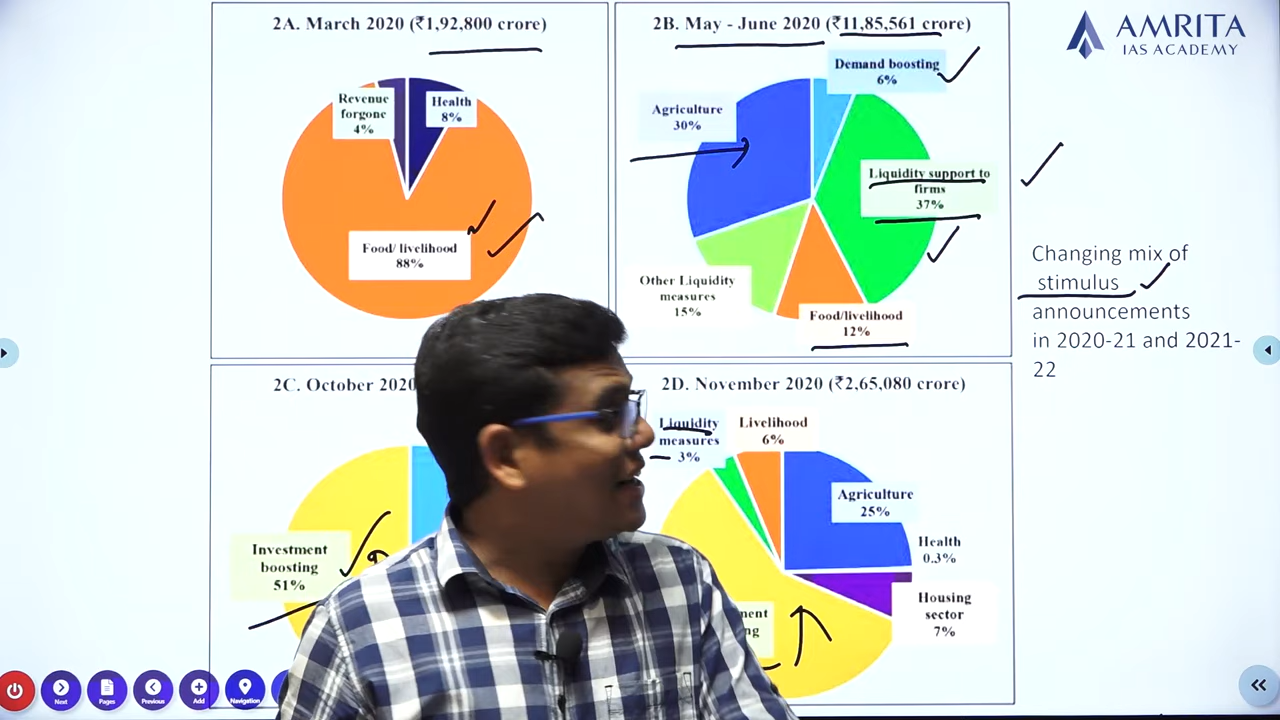 2A. March 2020 (₹1,92,800 crore)
Revenue
forgone
4%
Health
8%
Food/ livelihood
88%
2B. May - June 2020 (₹11,85,561 crore)
Demand boosting
6%
Agriculture
30%
Liquidity support to
firms
37%
Other Liquidity
measures
15%
Food/livelihood
12%
AMRITA
IAS ACADEMY
Changing mix of
stimulus
announcements
in 2020-21 and 2021-
22
2C. October 2020
Investment
boosting
51%
2D. November 2020 (₹2,65,080 crore)
Liquidity
measures
3%
Livelihood
6%
Agriculture
25%
Health
0.3%
Housing
sector
7%
Next
Pages
Previous
Add
Navigation